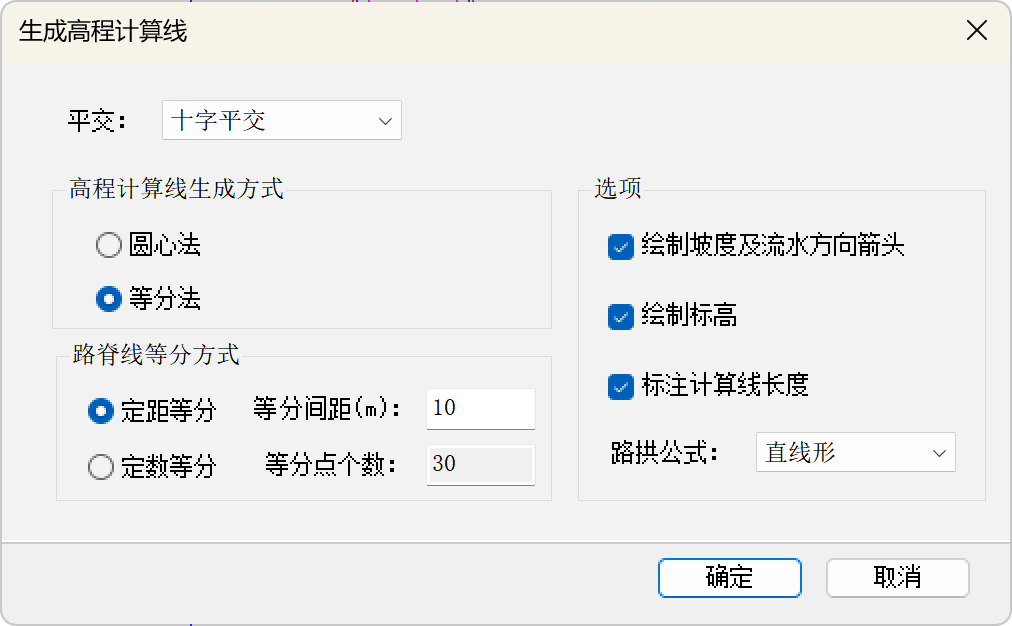 生成高程计算线
平交： 十字平交
高程计算线生成方式
圆心法
等分法
路脊线等分方式
定距等分 等分间距(m)： 10
定数等分 等分点个数： 30
选项
绘制坡度及流水方向箭头
绘制标高
标注计算线长度
路拱公式： 直线形
确定 取消